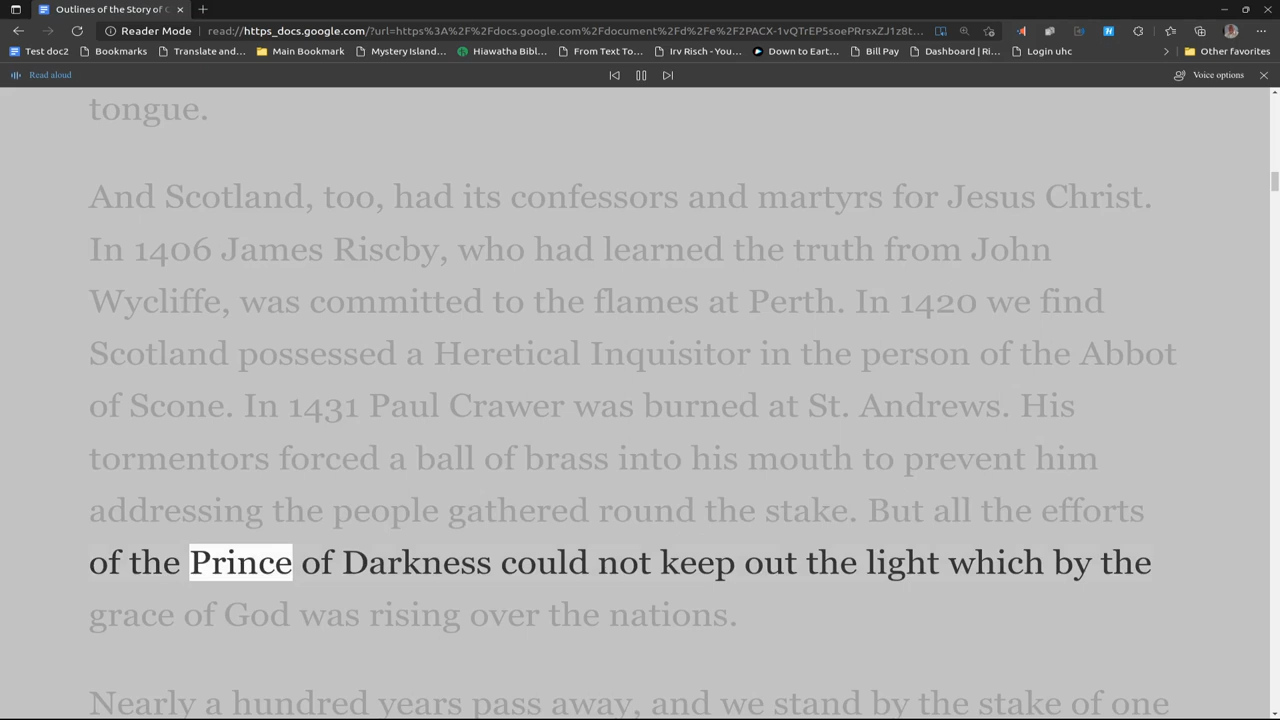 Outlines of the Story of C
Reader Mode
read://https_docs.google.com/?url=https%3A%2F%2Fdocs.google.com%2Fdocument%2Fd%2Fe%2F2PACX-1vQTrEP5ssoePRrsxZJ1z8t...
Test doc2
Bookmarks
Translate and...
Main Bookmark
Mystery Island...
Hiawatha Bibl...
From Text To...
Irv Risch - You...
Down to Eart...
Bill Pay
Dashboard | Ri...
Login uhc
Other favorites
Read aloud
Voice options
tongue.
And Scotland, too, had its confessors and martyrs for Jesus Christ.
In 1406 James Riscby, who had learned the truth from John
Wycliffe, was committed to the flames at Perth. In 1420 we find
Scotland possessed a Heretical Inquisitor in the person of the Abbot
of Scone. In 1431 Paul Crawer was burned at St. Andrews. His
tormentors forced a ball of brass into his mouth to prevent him
addressing the people gathered round the stake. But all the efforts
of the Prince of Darkness could not keep out the light which by the
grace of God was rising over the nations.
Nearly a hundred years pass away, and we stand by the stake of one